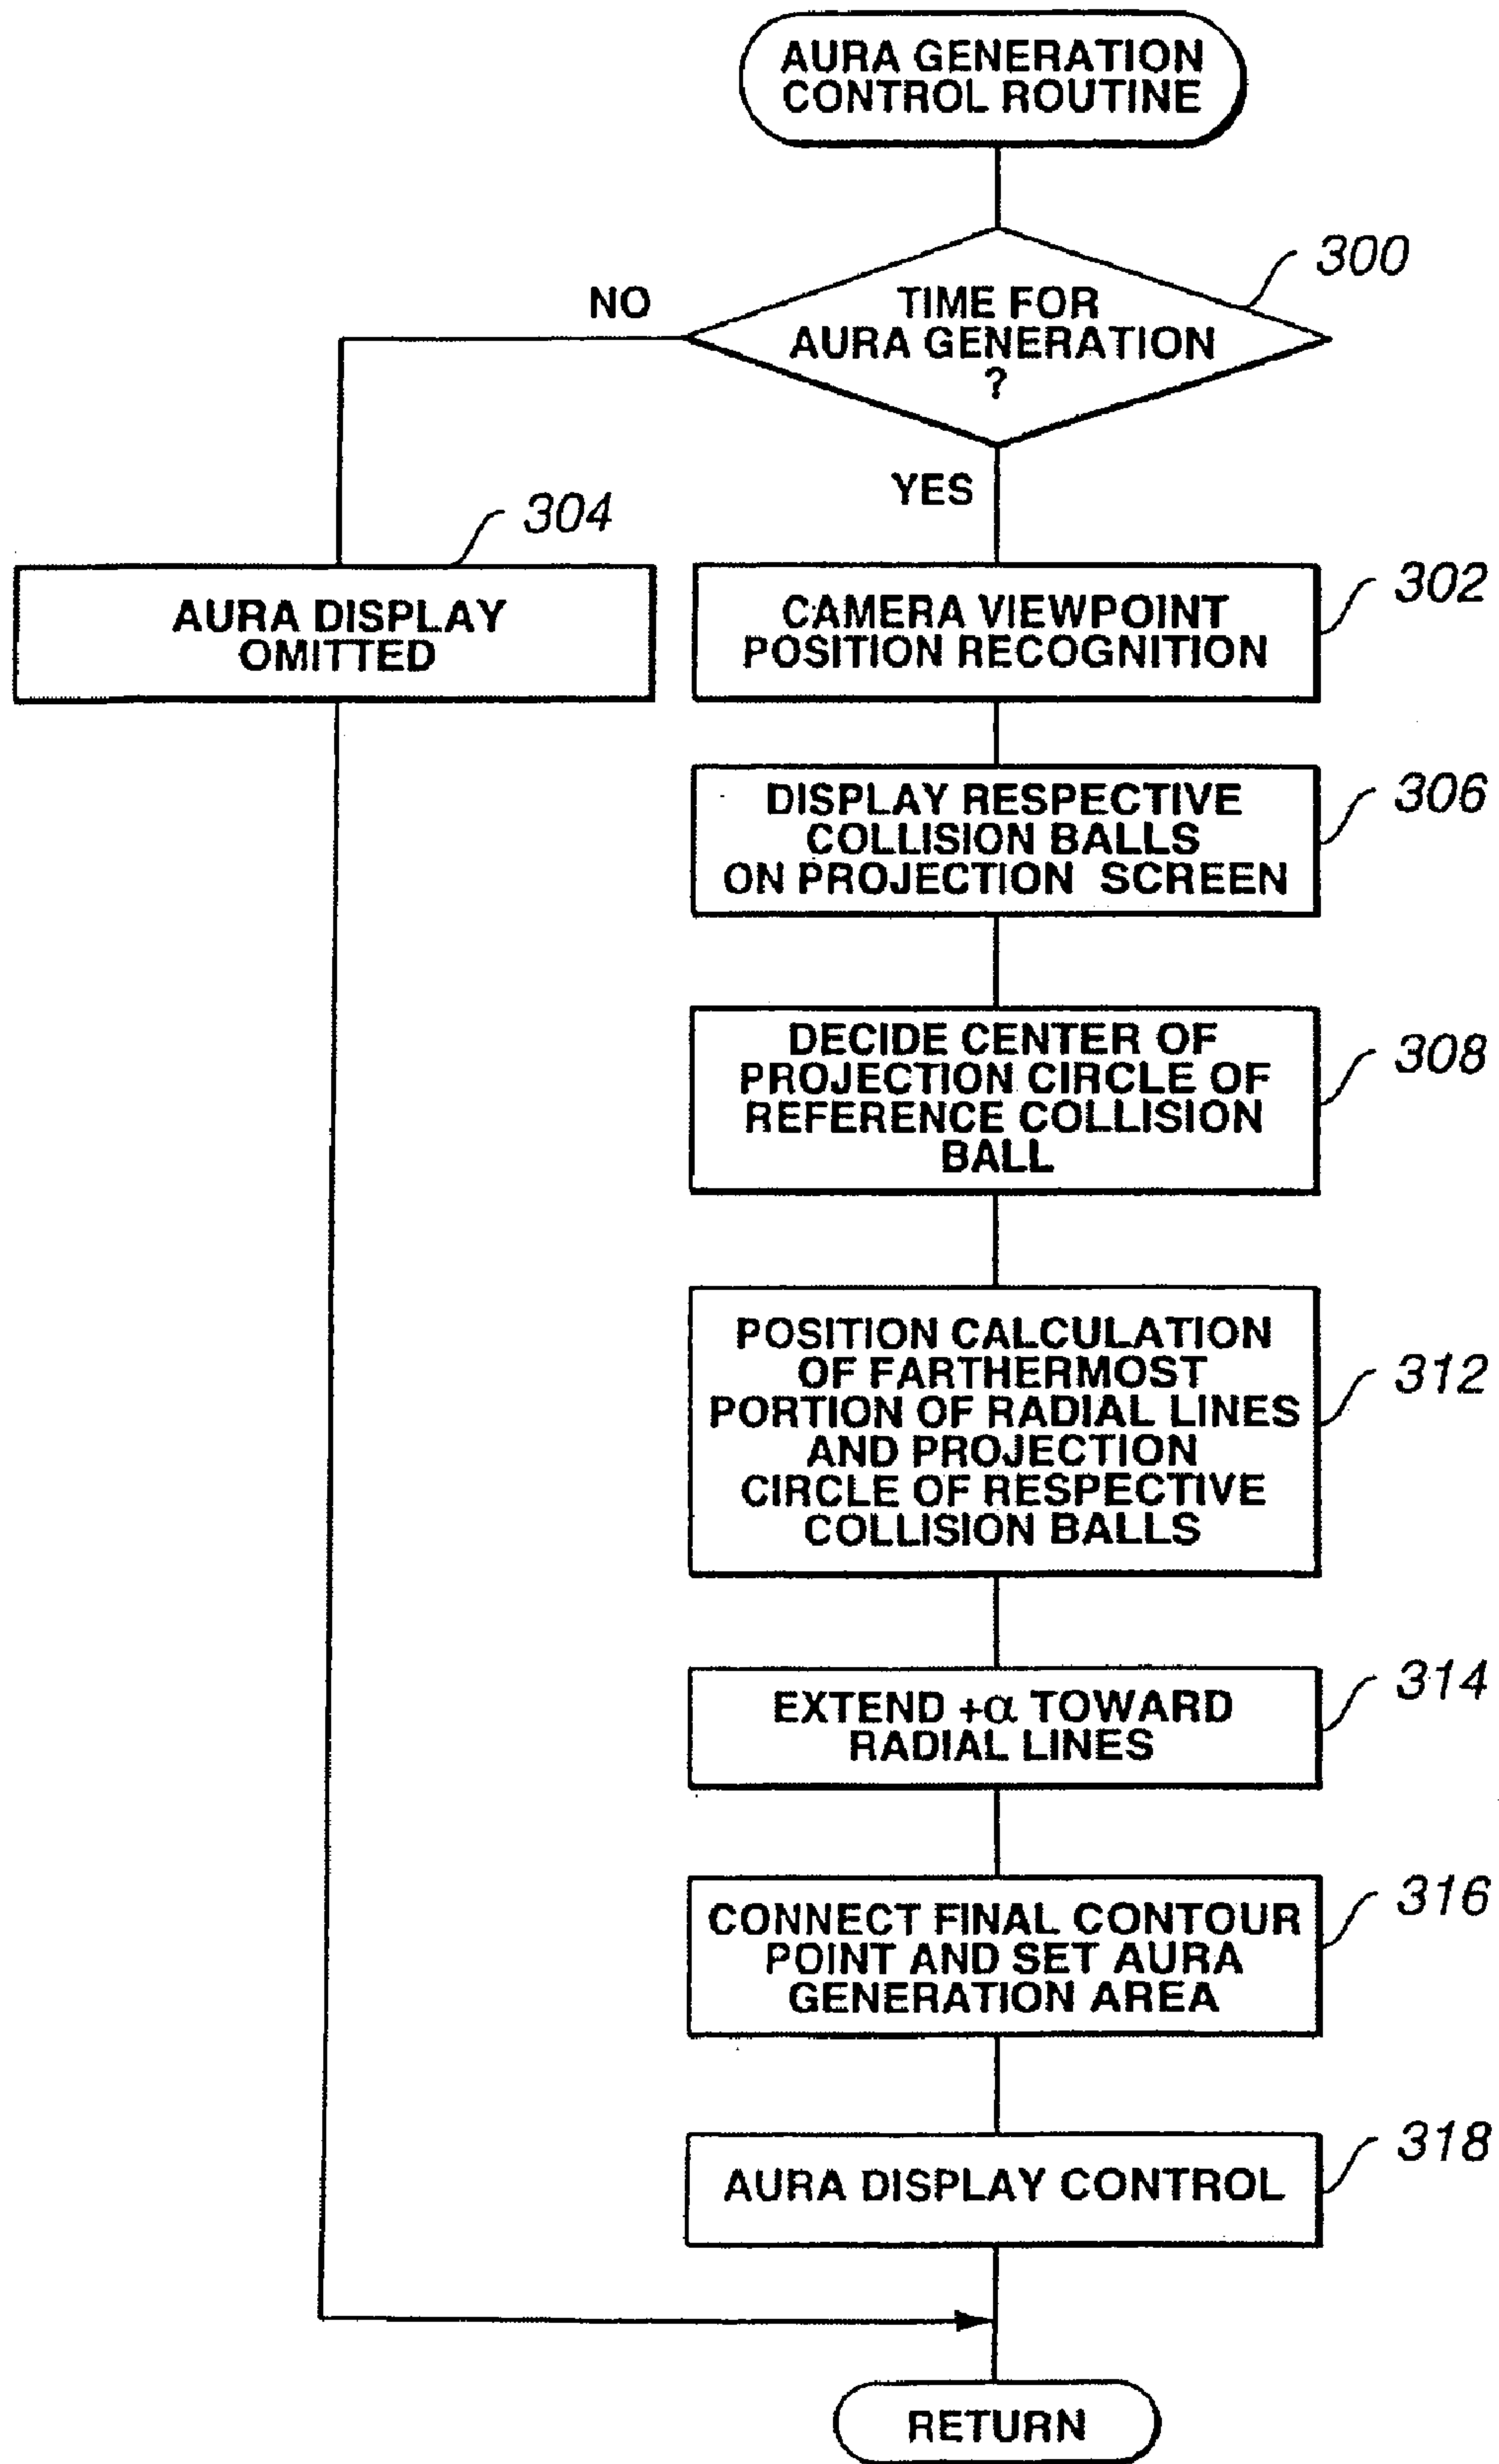 AURA GENERATION
CONTROL ROUTINE
300
NO
TIME FOR
AURA GENERATION
?
YES
304
AURA DISPLAY
OMITTED
302
CAMERA VIEWPOINT
POSITION RECOGNITION
306
DISPLAY RESPECTIVE
COLLISION BALLS
ON PROJECTION SCREEN
308
DECIDE CENTER OF
PROJECTION CIRCLE OF
REFERENCE COLLISION
BALL
312
POSITION CALCULATION
OF FARTHERMOST
PORTION OF RADIAL LINES
AND PROJECTION
CIRCLE OF RESPECTIVE
COLLISION BALLS
314
EXTEND +α TOWARD
RADIAL LINES
316
CONNECT FINAL CONTOUR
POINT AND SET AURA
GENERATION AREA
318
AURA DISPLAY CONTROL
RETURN